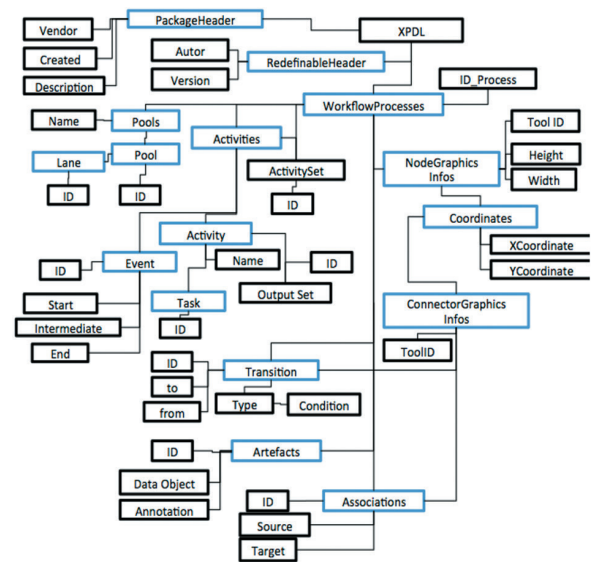 PackageHeader
Vendor
XPDL
Autor
Created
RedefinableHeader
Version
Description
ID_Process
WorkflowProcesses
Name
Pools
Tool ID
Activities
Pool
Height
Lane
NodeGraphics
Infos
ActivitySet
Width
ID
ID
ID
Coordinates
Activity
XCoordinate
Name
ID
Event
ID
YCoordinate
Output Set
Start
Task
ConnectorGraphics
Infos
Intermediate
ID
ToolID
End
ID
Transition
to
Type
Condition
from
ID
Artefacts
Data Object
ID
Associations
Annotation
Source
Target